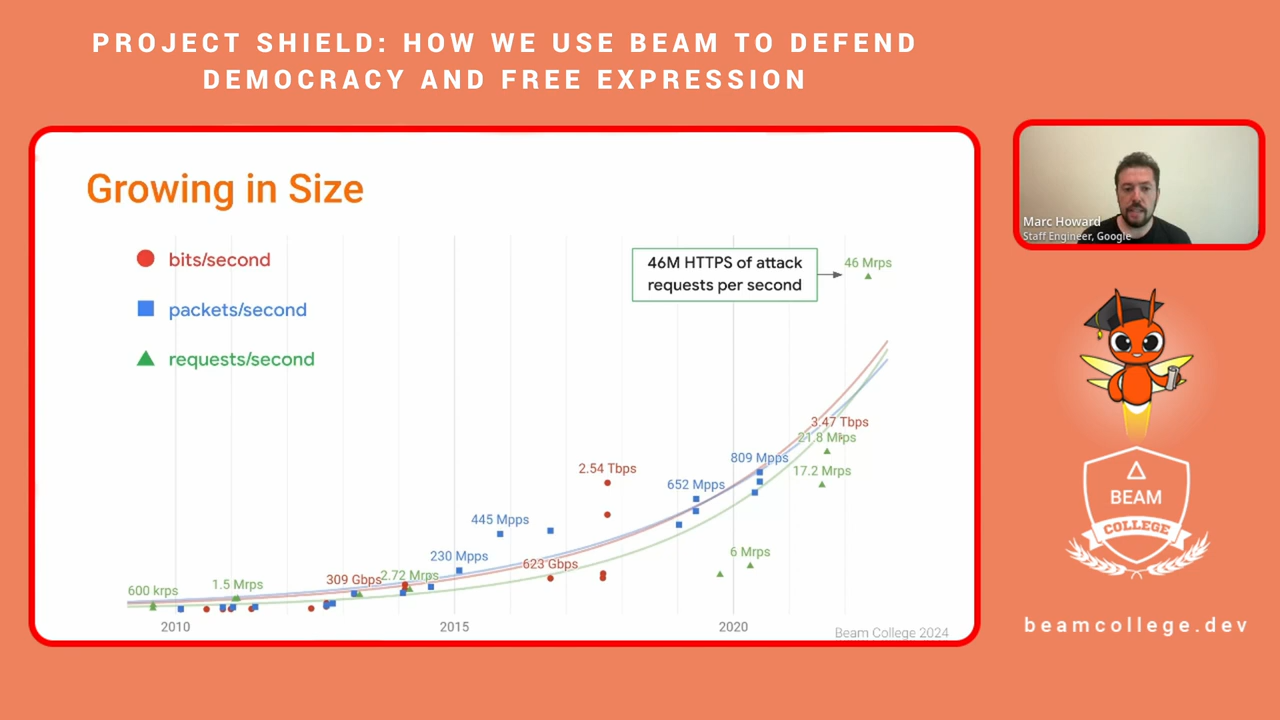 PROJECT SHIELD: HOW WE USE BEAM TO DEFEND
DEMOCRACY AND FREE EXPRESSION
Growing in Size
bits/second
packets/second
requests/second
46M HTTPS of attack
requests per second
46 Mrps
3.47 Tbps
21.8 Mrps
17.2 Mrps
809 Mpps
652 Mpps
2.54 Tbps
445 Mpps
230 Mpps
623 Gbps
6 Mrps
309 Gbps
2.72 Mrps
1.5 Mrps
600 krps
2010
2015
2020
Beam College 2024
Marc Howard
Staff Engineer, Google
BEAM
COLLEGE
beamcollege.dev